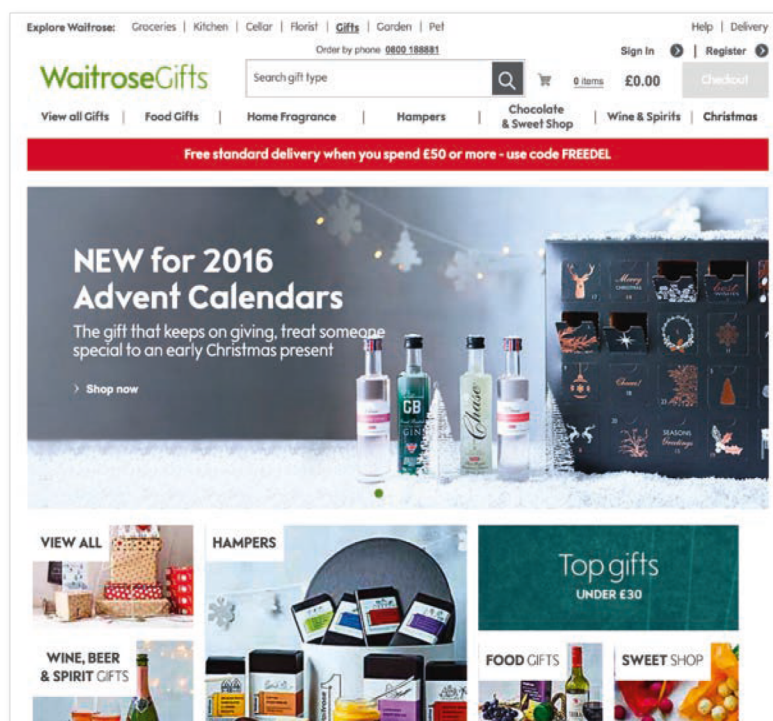 Explore Waitrose: Groceries | Kitchen | Cellar | Florist | Gifts | Garden | Pet
Help | Delivery
Order by phone 0800 188881
Sign In | Register
WaitroseGifts
Search gift type
0 items £0.00 Checkout
View all Gifts | Food Gifts | Home Fragrance | Hampers | Chocolate & Sweet Shop | Wine & Spirits | Christmas
Free standard delivery when you spend £50 or more - use code FREEDEL
NEW for 2016
Advent Calendars
The gift that keeps on giving, treat someone
special to an early Christmas present
Shop now
Merry
CHRISTMAS
best
Cheers!
SEASONS
Greetings
GB
GIN
Chase
VIEW ALL
HAMPERS
Top gifts
UNDER £30
WINE, BEER
& SPIRIT GIFTS
FOOD GIFTS
SWEET SHOP
Waitrose 1